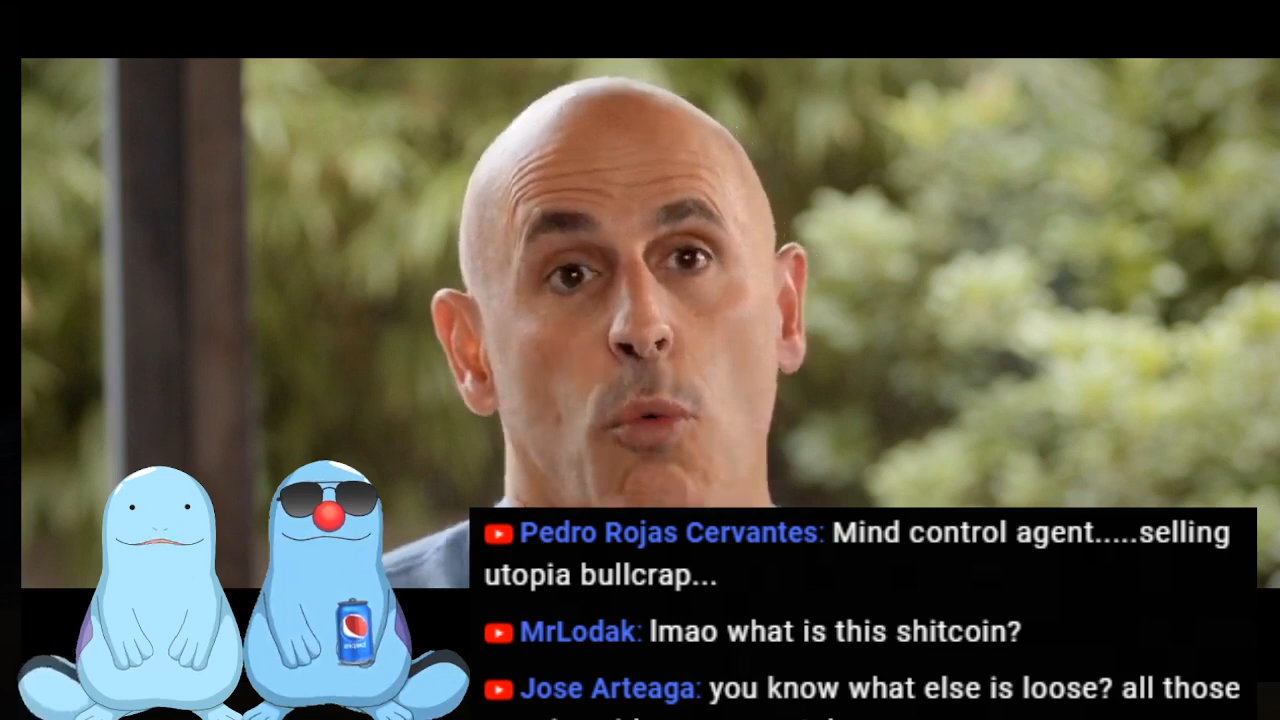 Pedro Rojas Cervantes: Mind control agent.....selling
utopia bullcrap...
MrLodak: lmao what is this shitcoin?
Jose Arteaga: you know what else is loose? all those